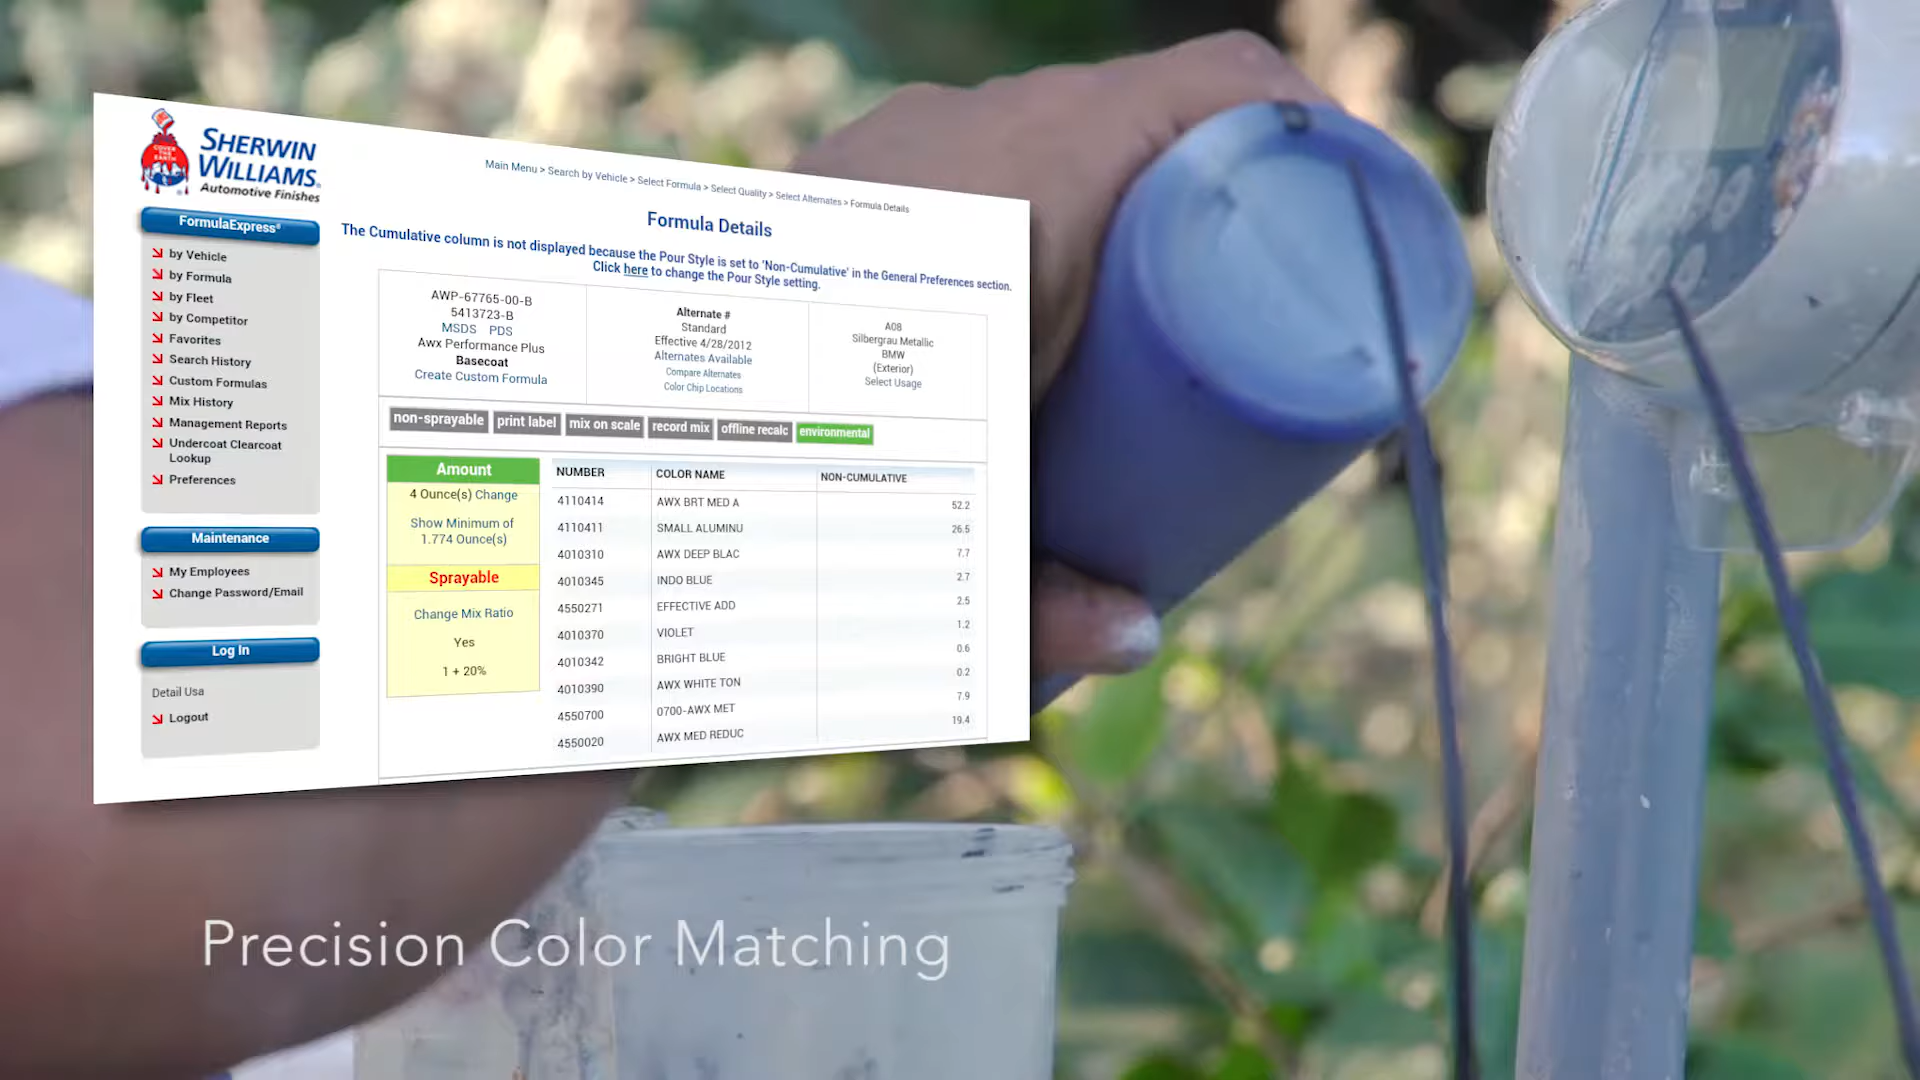 SHERWIN
WILLIAMS.
Automotive Finishes
COVER THE EARTH
FormulaExpress®
by Vehicle
by Formula
by Fleet
by Competitor
Favorites
Search History
Custom Formulas
Mix History
Management Reports
Undercoat Clearcoat
Lookup
Preferences
Maintenance
My Employees
Change Password/Email
Log In
Detail Usa
Logout
Main Menu > Search by Vehicle > Select Formula > Select Quality > Select Alternates > Formula Details
Formula Details
The Cumulative column is not displayed because the Pour Style is set to 'Non-Cumulative' in the General Preferences section.
Click here to change the Pour Style setting.
AWP-67765-00-B
5413723-B
MSDS PDS
Awx Performance Plus
Basecoat
Create Custom Formula
Alternate #
Standard
Effective 4/28/2012
Alternates Available
Compare Alternates
Color Chip Locations
A08
Silbergrau Metallic
BMW
(Exterior)
Select Usage
non-sprayable print label mix on scale record mix offline recalc environmental
Amount
4 Ounce(s) Change
Show Minimum of
1.774 Ounce(s)
Sprayable
Change Mix Ratio
Yes
1 + 20%
NUMBER COLOR NAME NON-CUMULATIVE
4110414 AWX BRT MED A 52.2
4110411 SMALL ALUMINU 26.5
4010310 AWX DEEP BLAC 7.7
4010345 INDO BLUE 2.7
4550271 EFFECTIVE ADD 2.5
4010370 VIOLET 1.2
4010342 BRIGHT BLUE 0.6
4010390 AWX WHITE TON 0.2
4550700 0700-AWX MET 7.9
4550020 AWX MED REDUC 19.4
Precision Color Matching